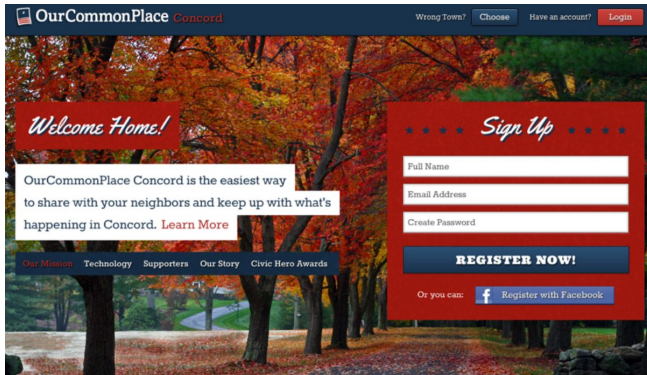 OurCommonPlace Concord
Wrong Town? Choose Have an account? Login
Welcome Home!
OurCommonPlace Concord is the easiest way
to share with your neighbors and keep up with what's
happening in Concord. Learn More
Our Mission Technology Supporters Our Story Civic Hero Awards
Sign Up
Full Name
Email Address
Create Password
REGISTER NOW!
Or you can: f Register with Facebook